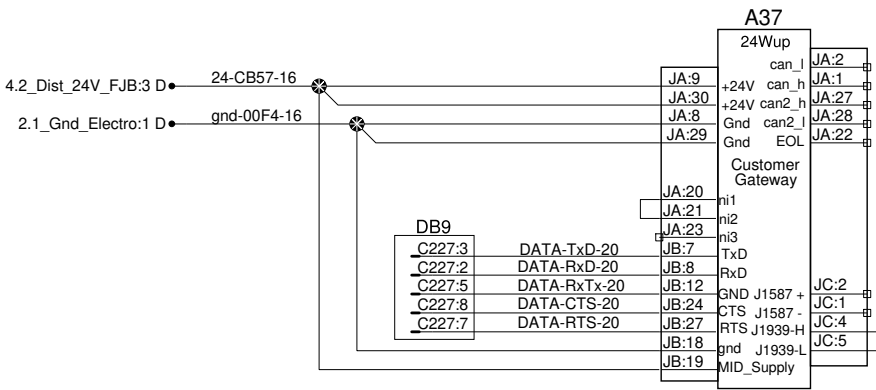 A37
24Wup
can_l JA:2
JA:9 +24V can_h JA:1
4.2_Dist_24V_FJB:3 D 24-CB57-16
JA:30 +24V can2_h JA:27
2.1_Gnd_Electro:1 D gnd-00F4-16
JA:8 Gnd can2_l JA:28
JA:29 Gnd EOL JA:22
Customer
Gateway
JA:20 ni1
JA:21 ni2
JA:23 ni3
DB9
C227:3 DATA-TxD-20 JB:7 TxD
C227:2 DATA-RxD-20 JB:8 RxD
C227:5 DATA-RxTx-20 JB:12 GND J1587 + JC:2
C227:8 DATA-CTS-20 JB:24 CTS J1587 - JC:1
C227:7 DATA-RTS-20 JB:27 RTS J1939-H JC:4
JB:18 gnd J1939-L JC:5
JB:19 MID_Supply